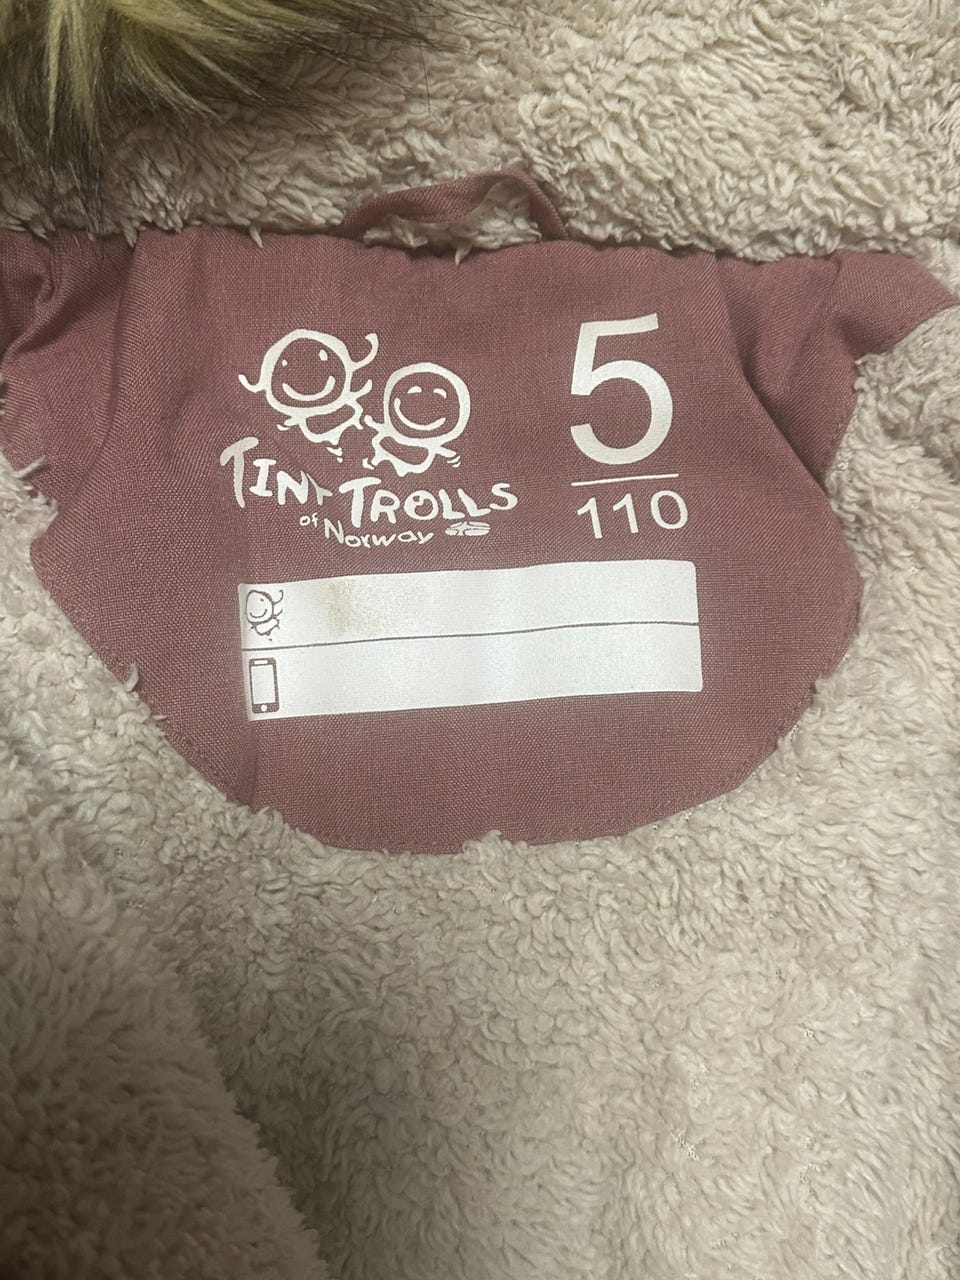 TINY TROLLS
of Norway
5
110